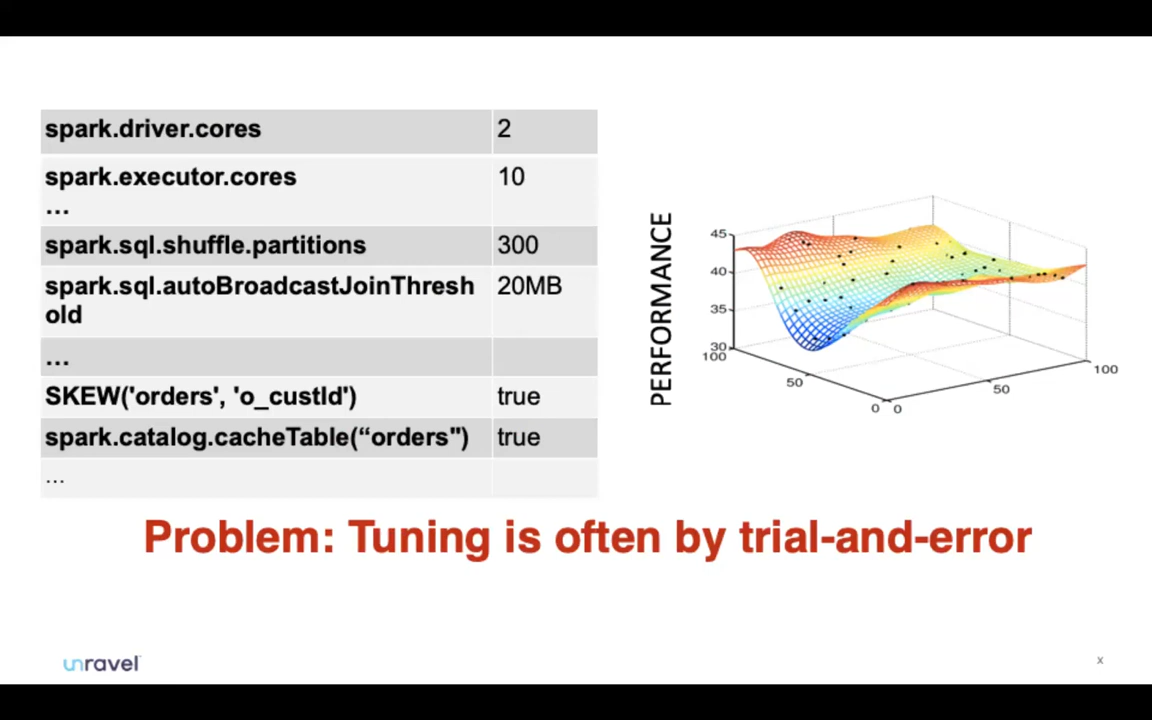 spark.driver.cores 2
spark.executor.cores 10
...
spark.sql.shuffle.partitions 300
spark.sql.autoBroadcastJoinThresh 20MB
old
...
SKEW('orders', 'o_custId') true
spark.catalog.cacheTable(“orders") true
...
PERFORMANCE
45
40
35
30
100
50
0
0
50
100
Problem: Tuning is often by trial-and-error
unravel
x